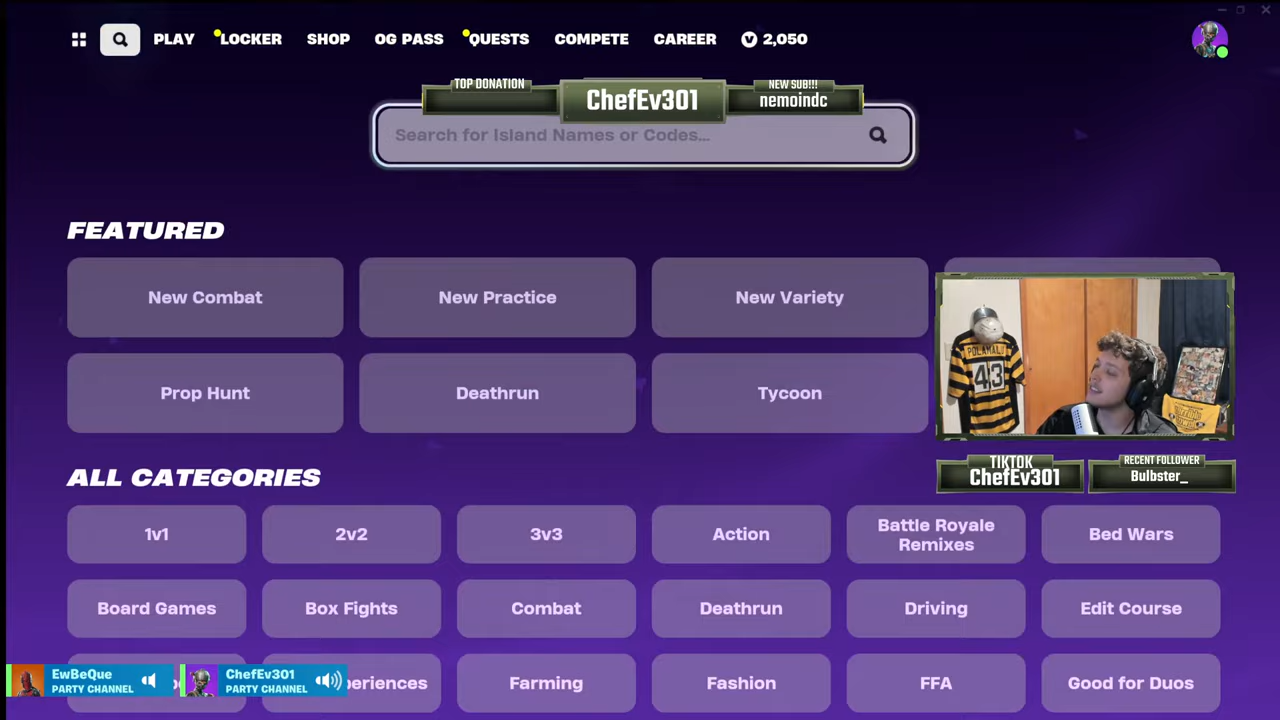 PLAY LOCKER SHOP OG PASS QUESTS COMPETE CAREER V 2,050
TOP DONATION
ChefEv301
NEW SUB!!!
nemoindc
Search for Island Names or Codes...
FEATURED
New Combat New Practice New Variety
Prop Hunt Deathrun Tycoon
POLAMALU
43
TIKTOK
ChefEv301
RECENT FOLLOWER
Bulbster_
ALL CATEGORIES
1v1 2v2 3v3 Action Battle Royale
Remixes Bed Wars
Board Games Box Fights Combat Deathrun Driving Edit Course
periences Farming Fashion FFA Good for Duos
EwBeQue
PARTY CHANNEL
ChefEv301
PARTY CHANNEL